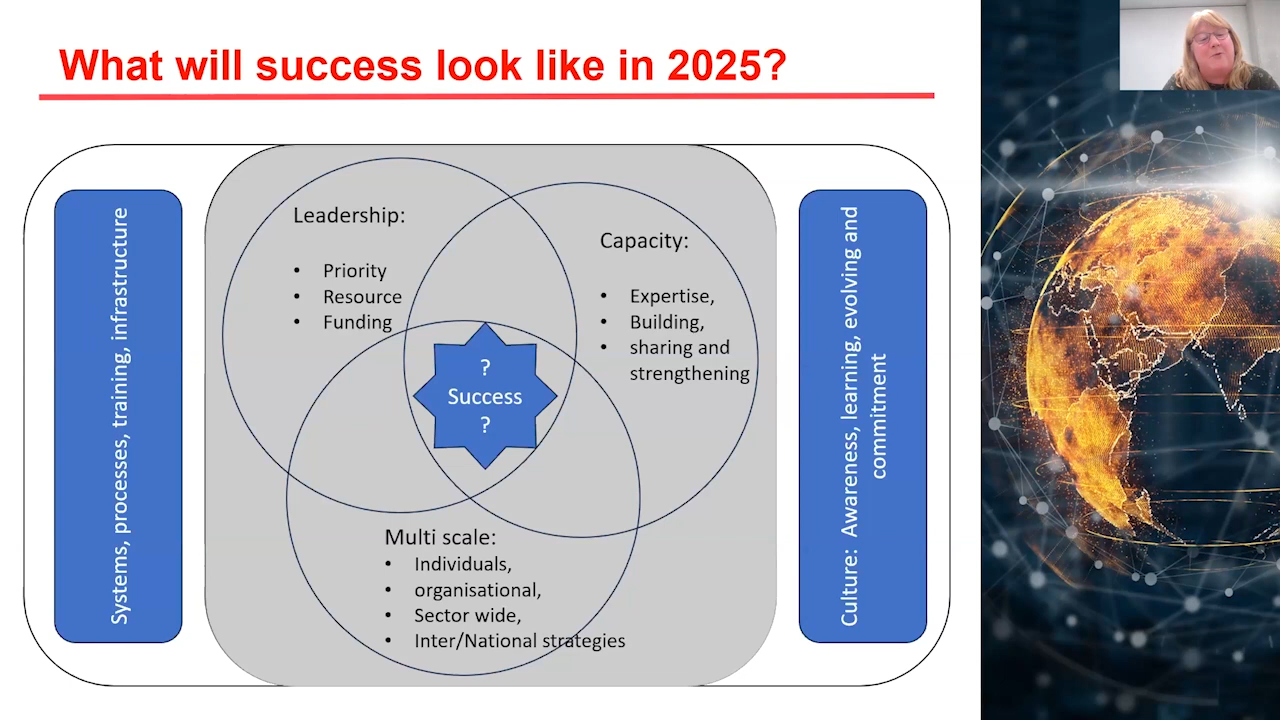 What will success look like in 2025?
Systems, processes, training, infrastructure
Leadership:
• Priority
• Resource
• Funding
Capacity:
• Expertise,
• Building,
• sharing and
strengthening
?
Success
?
Multi scale:
• Individuals,
• organisational,
• Sector wide,
• Inter/National strategies
Culture: Awareness, learning, evolving and
commitment